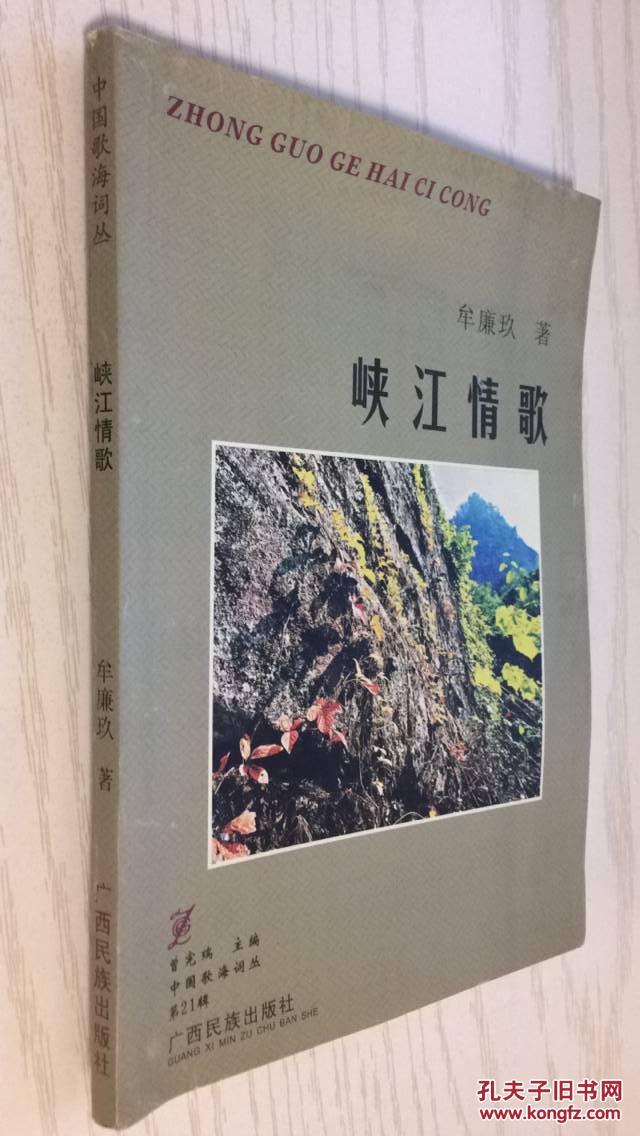 中国歌海词丛
峡江情歌
牟廉玖 著
广西民族出版社
ZHONG GUO GE HAI CI CONG
牟廉玖 著
峡江情歌
曾宪瑞 主编
中国歌海词丛
第21辑
广西民族出版社
GUANG XI MIN ZU CHU BAN SHE
孔夫子旧书网
www.kongfz.com